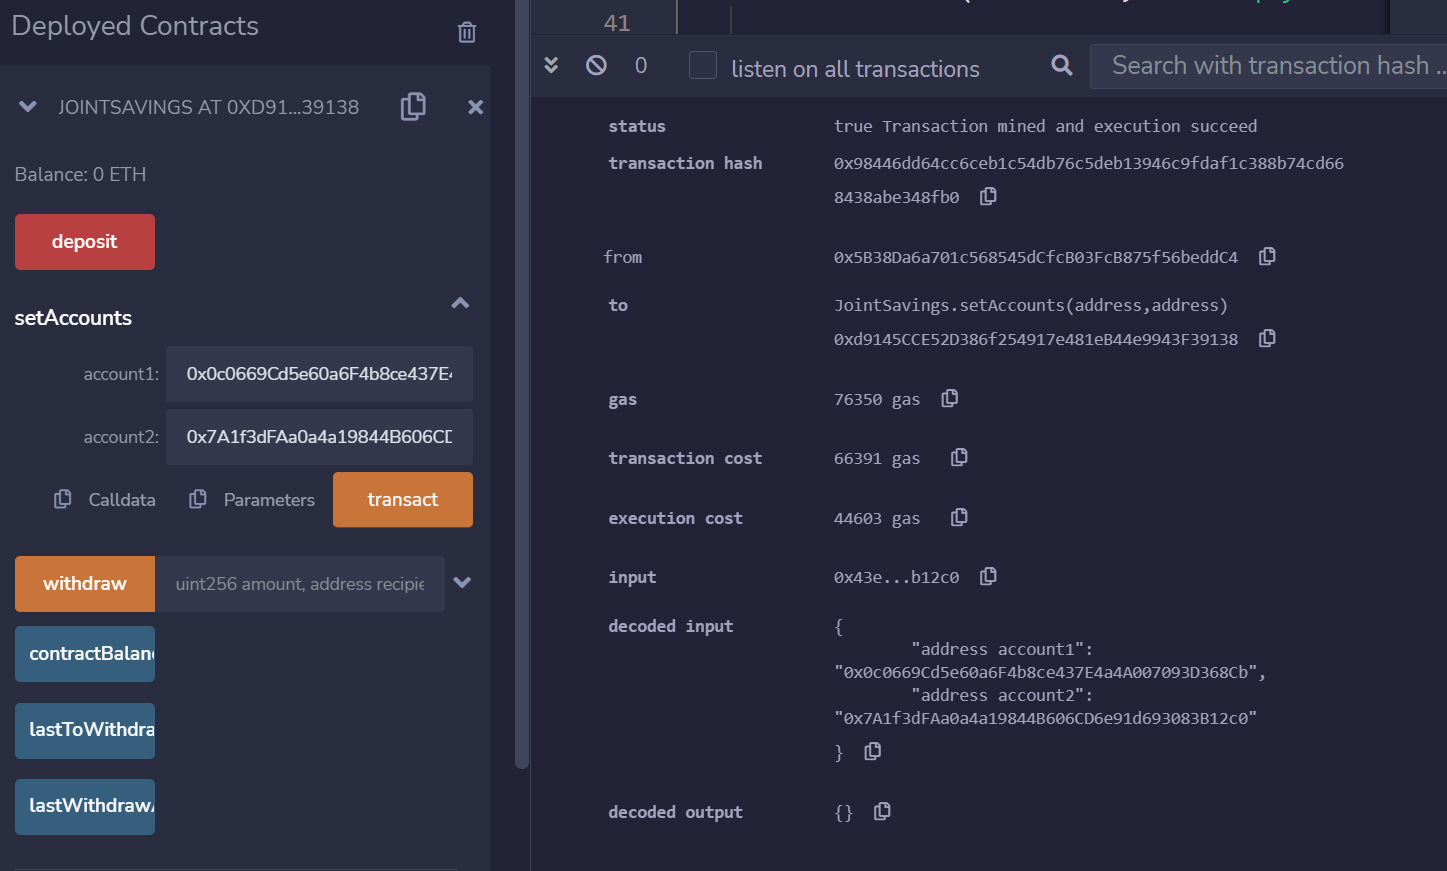 Deployed Contracts
JOINTSAVINGS AT 0XD91...39138
Balance: 0 ETH
deposit
setAccounts
account1: 0x0c0669Cd5e60a6F4b8ce437E4
account2: 0x7A1f3dFAa0a4a19844B606CD
Calldata Parameters transact
withdraw uint256 amount, address recipie
contractBalan
lastToWithdra
lastWithdraw
41
0 listen on all transactions Search with transaction hash ...
status true Transaction mined and execution succeed
transaction hash 0x98446dd64cc6ceb1c54db76c5deb13946c9fdaf1c388b74cd66
8438abe348fb0
from 0x5B38Da6a701c568545dCfcB03FcB875f56beddC4
to JointSavings.setAccounts(address,address)
0xd9145CCE52D386f254917e481eB44e9943F39138
gas 76350 gas
transaction cost 66391 gas
execution cost 44603 gas
input 0x43e...b12c0
decoded input {
"address account1":
"0x0c0669Cd5e60a6F4b8ce437E4a4A007093D368Cb",
"address account2":
"0x7A1f3dFAa0a4a19844B606CD6e91d693083B12c0"
}
decoded output {}